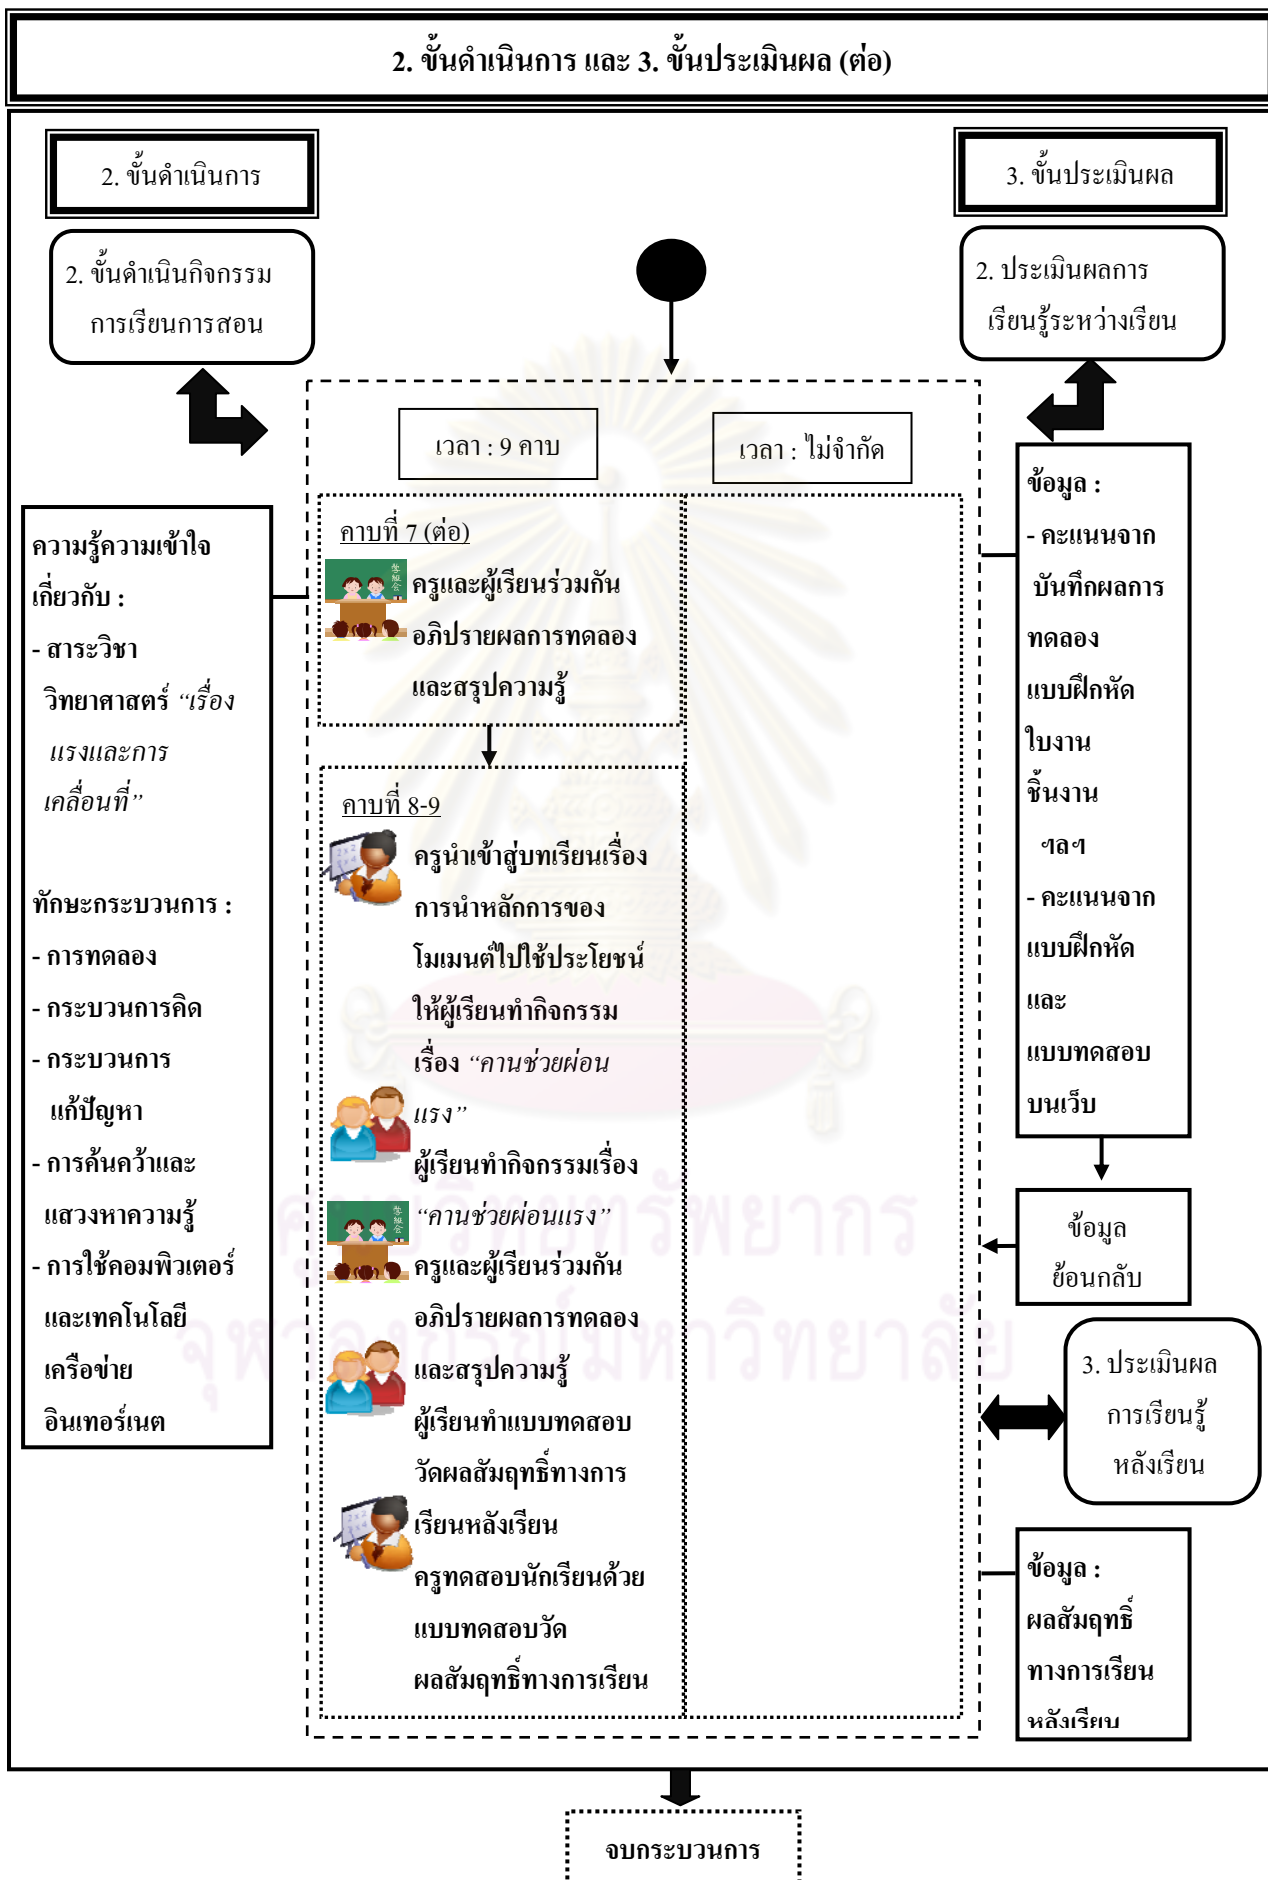 2. ขั้นดำเนินการ และ 3. ขั้นประเมินผล (ต่อ)
2. ขั้นดำเนินการ
3. ขั้นประเมินผล
2. ขั้นดำเนินกิจกรรม
การเรียนการสอน
2. ประเมินผลการ
เรียนรู้ระหว่างเรียน
เวลา : 9 คาบ
เวลา : ไม่จำกัด
ความรู้ความเข้าใจ
เกี่ยวกับ :
- สาระวิชา
วิทยาศาสตร์ “เรื่อง
แรงและการ
เคลื่อนที่”
ทักษะกระบวนการ :
- การทดลอง
- กระบวนการคิด
- กระบวนการ
แก้ปัญหา
- การค้นคว้าและ
แสวงหาความรู้
- การใช้คอมพิวเตอร์
และเทคโนโลยี
เครือข่าย
อินเทอร์เนต
คาบที่ 7 (ต่อ)
ครูและผู้เรียนร่วมกัน
อภิปรายผลการทดลอง
และสรุปความรู้
คาบที่ 8-9
ครูนำเข้าสู่บทเรียนเรื่อง
การนำหลักการของ
โมเมนต์ไปใช้ประโยชน์
ให้ผู้เรียนทำกิจกรรม
เรื่อง “คานช่วยผ่อน
แรง”
ผู้เรียนทำกิจกรรมเรื่อง
“คานช่วยผ่อนแรง”
ครูและผู้เรียนร่วมกัน
อภิปรายผลการทดลอง
และสรุปความรู้
ผู้เรียนทำแบบทดสอบ
วัดผลสัมฤทธิ์ทางการ
เรียนหลังเรียน
ครูทดสอบนักเรียนด้วย
แบบทดสอบวัด
ผลสัมฤทธิ์ทางการเรียน
ข้อมูล :
- คะแนนจาก
บันทึกผลการ
ทดลอง
แบบฝึกหัด
ใบงาน
ชิ้นงาน
ฯลฯ
- คะแนนจาก
แบบฝึกหัด
และ
แบบทดสอบ
บนเว็บ
ข้อมูล
ย้อนกลับ
3. ประเมินผล
การเรียนรู้
หลังเรียน
ข้อมูล :
ผลสัมฤทธิ์
ทางการเรียน
หลังเรียน
ศูนย์วิทยทรัพยากร
จุฬาลงกรณ์มหาวิทยาลัย
จบกระบวนการ